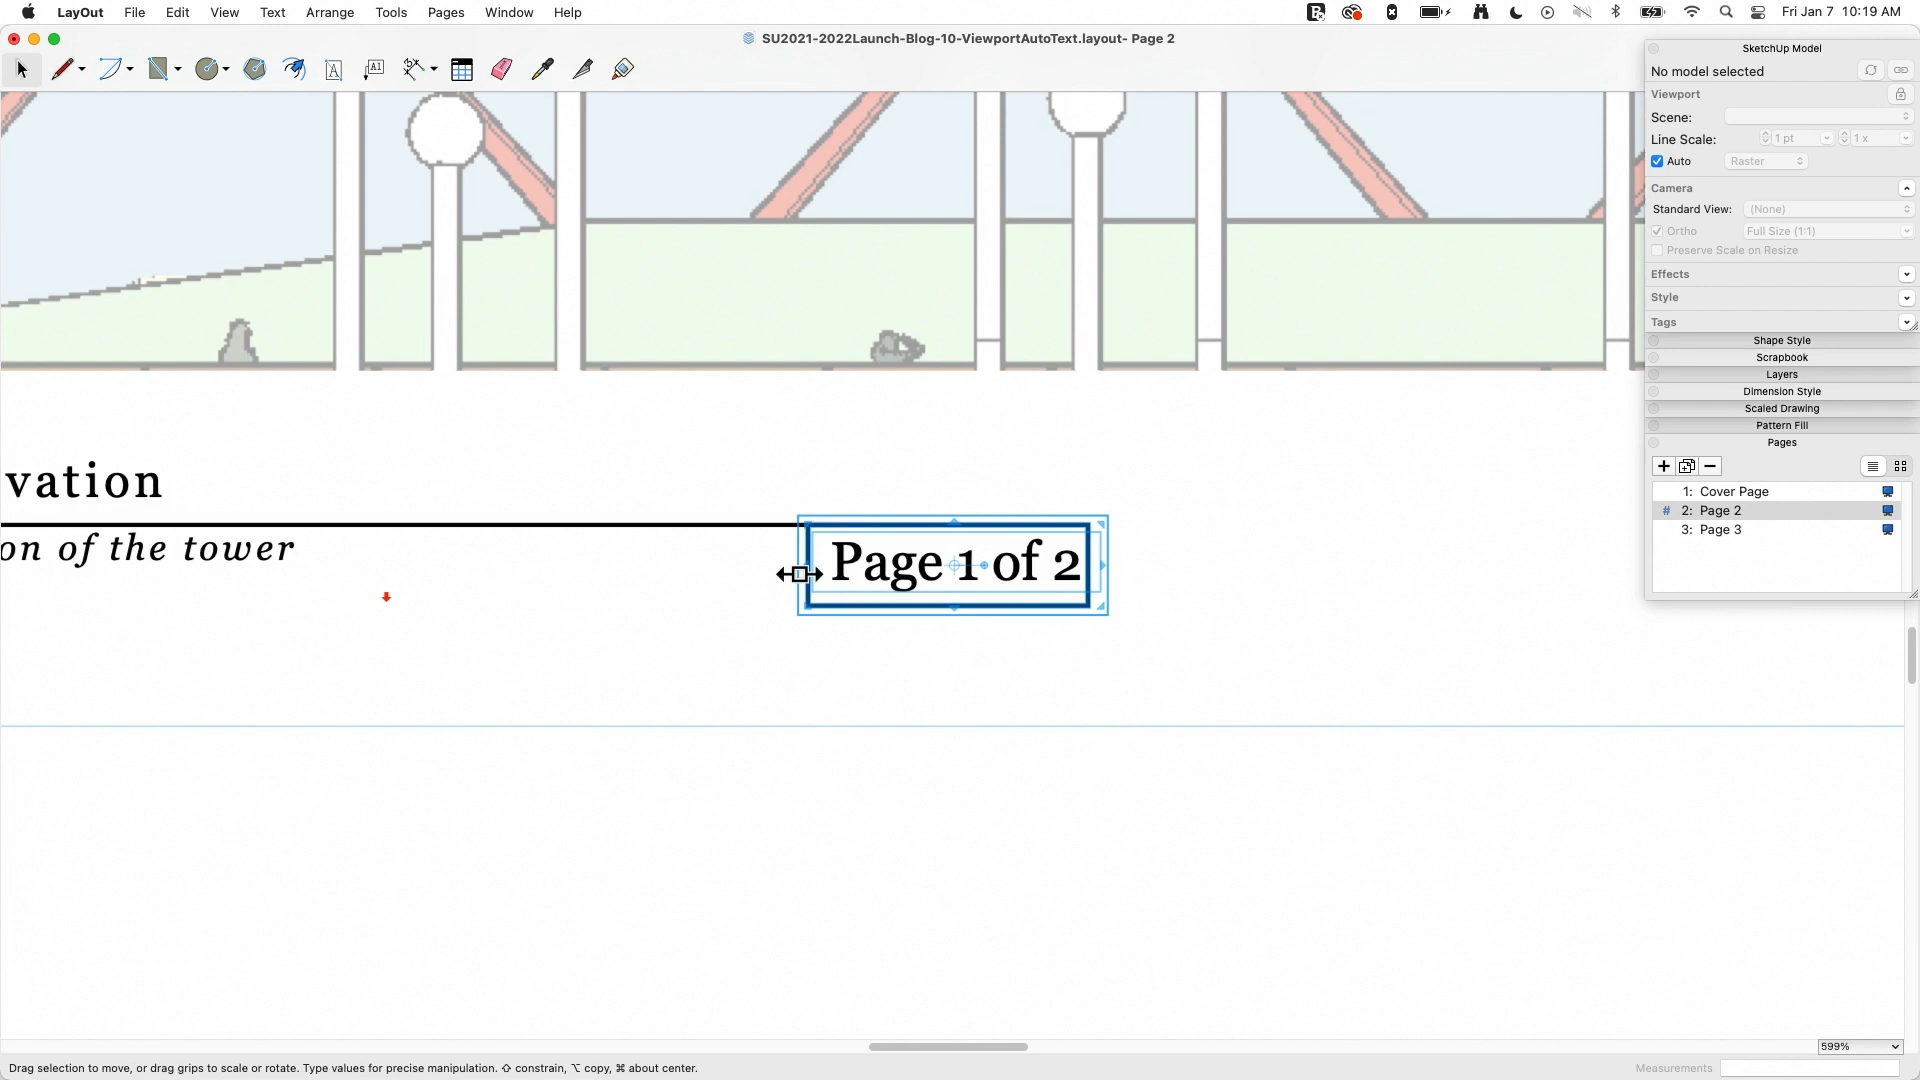 LayOut File Edit View Text Arrange Tools Pages Window Help Fri Jan 7 10:19 AM
SU2021-2022Launch-Blog-10-ViewportAutoText.layout- Page 2
A A1
SketchUp Model
No model selected
Viewport
Scene:
Line Scale: 1 pt 1 x
Auto Raster
Camera
Standard View: (None)
Ortho Full Size (1:1)
Preserve Scale on Resize
Effects
Style
Tags
Shape Style
Scrapbook
Layers
Dimension Style
Scaled Drawing
Pattern Fill
Pages
1: Cover Page
# 2: Page 2
3: Page 3
vation
on of the tower
Page 1 of 2
599%
Drag selection to move, or drag grips to scale or rotate. Type values for precise manipulation. ⇧ constrain, ⌥ copy, ⌘ about center.
Measurements